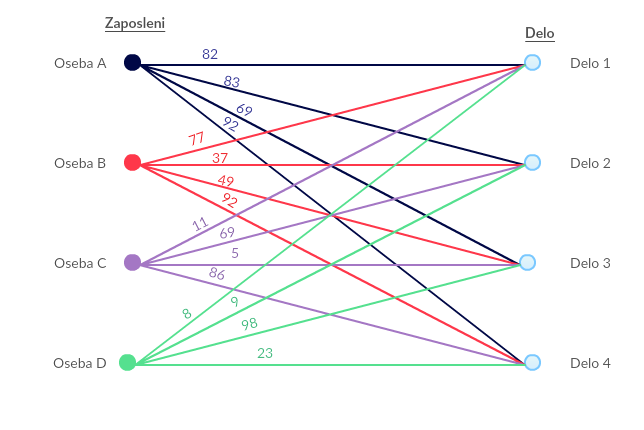 Zaposleni
Delo
Oseba A
82
Delo 1
83
69
92
77
Oseba B
37
Delo 2
49
92
11
69
5
Oseba C
Delo 3
86
8
9
98
23
Oseba D
Delo 4